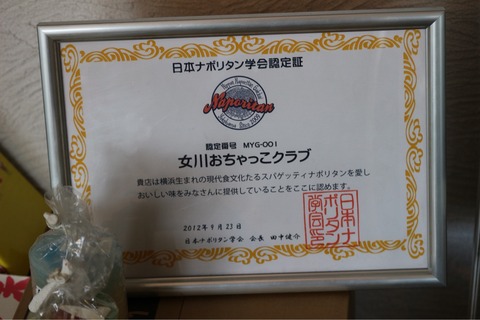 日本ナポリタン学会認定証
Naporitan
認定番号 MYG-001
女川おちゃっこクラブ
貴店は横浜生まれの現代食文化たるスパゲッティナポリタンを愛し
おいしい味をみなさんに提供していることをここに認めます。
2012年9月23日
日本ナポリタン学会 会長 田中健介
日本ナ
ポリタン
学会印